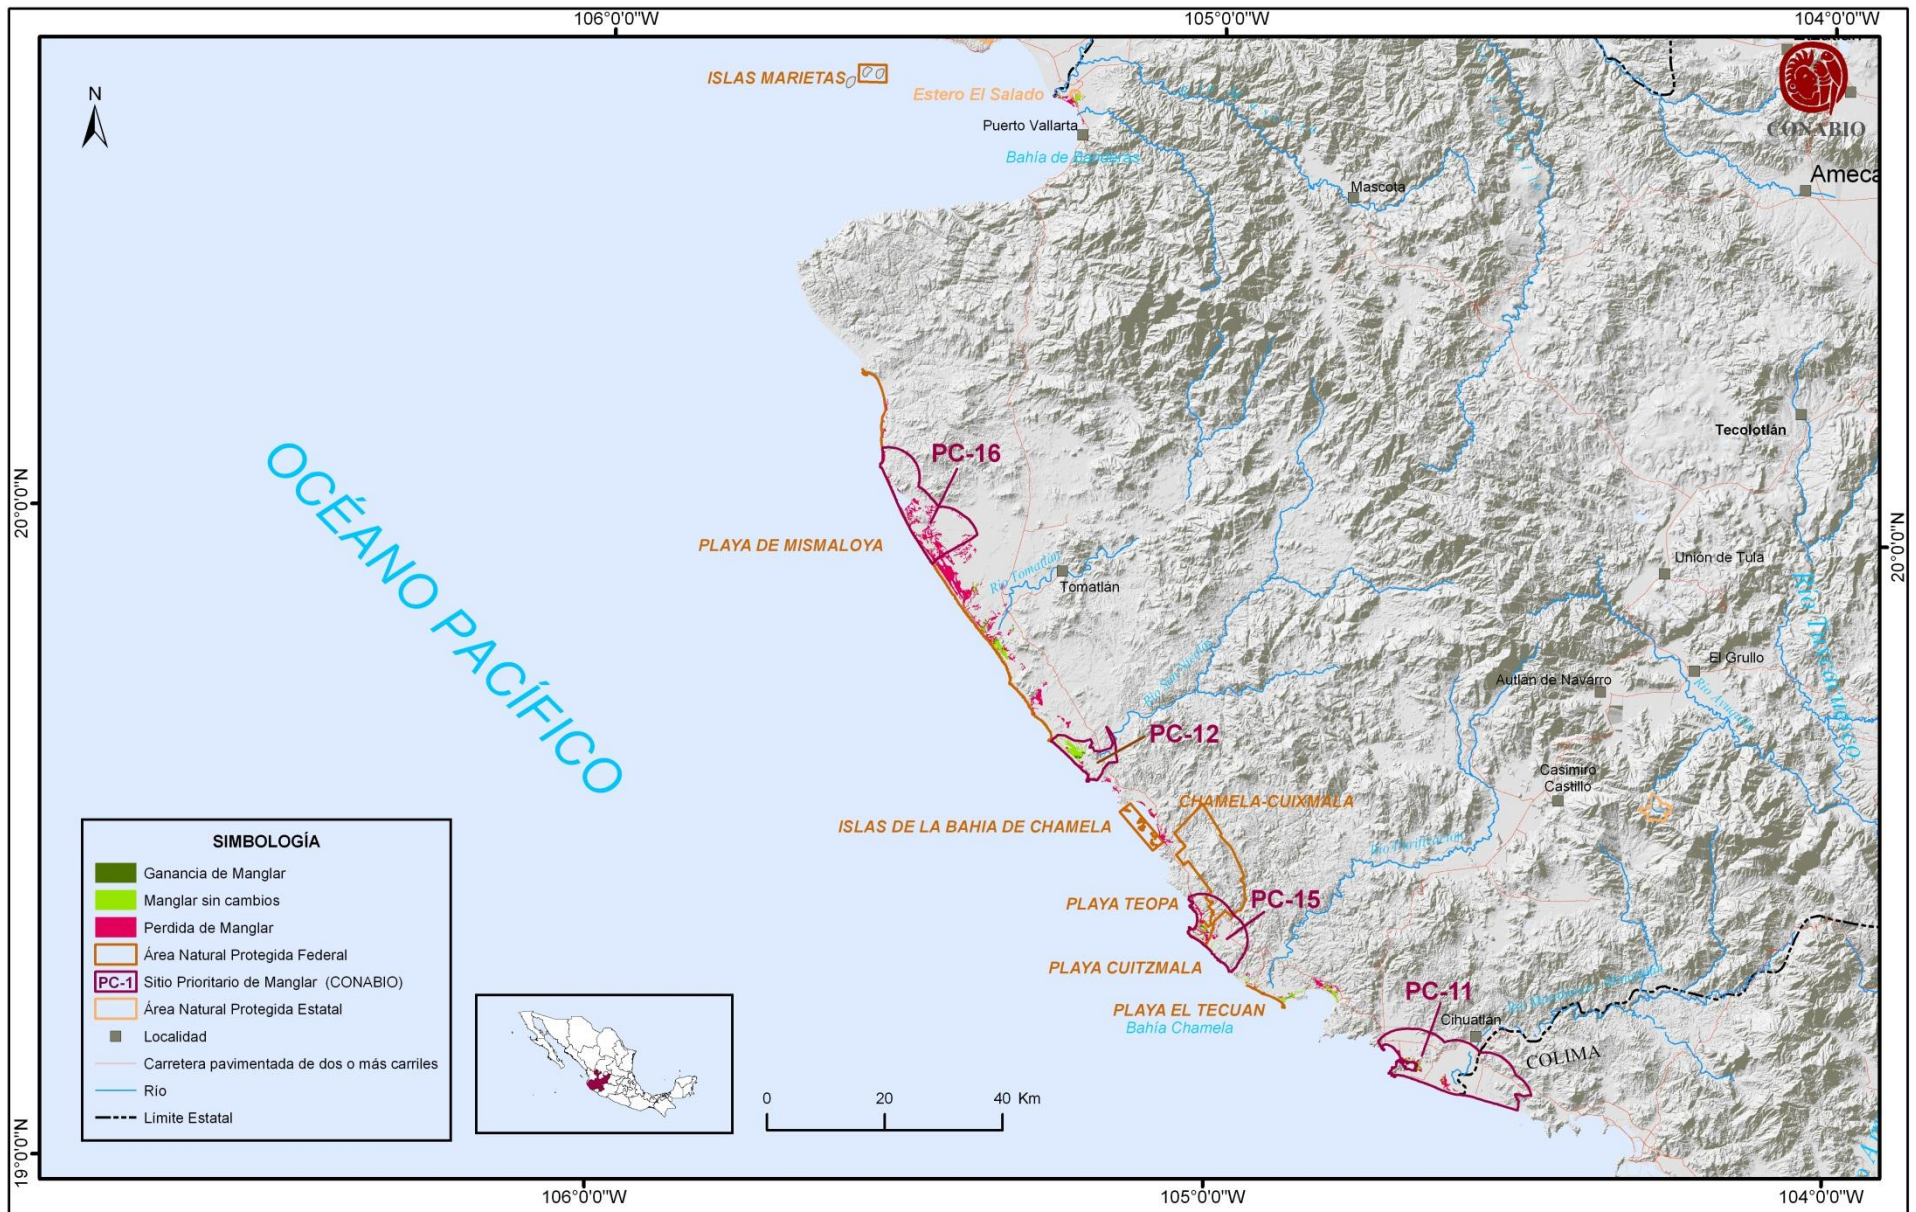 106°0'0"W
105°0'0"W
104°0'0"W
N
ISLAS MARIETAS
Estero El Salado
Puerto Vallarta
Bahía de Banderas
CONABIO
Mascota
Ameca
20°0'0"N
20°0'0"N
OCÉANO PACÍFICO
PC-16
Tecolotlán
PLAYA DE MISMALOYA
Río Tomatlán
Tomatlán
Unión de Tula
El Grullo
Autlán de Navarro
PC-12
Casimiro
Castillo
CHAMELA-CUIXMALA
ISLAS DE LA BAHIA DE CHAMELA
Río Purificación
PLAYA TEOPA
PC-15
PLAYA CUITZMALA
PLAYA EL TECUAN
Bahía Chamela
PC-11
Cihuatlán
COLIMA
SIMBOLOGÍA
Ganancia de Manglar
Manglar sin cambios
Perdida de Manglar
Área Natural Protegida Federal
PC-1 Sitio Prioritario de Manglar (CONABIO)
Área Natural Protegida Estatal
Localidad
Carretera pavimentada de dos o más carriles
Río
Límite Estatal
0 20 40 Km
19°0'0"N
106°0'0"W
105°0'0"W
104°0'0"W